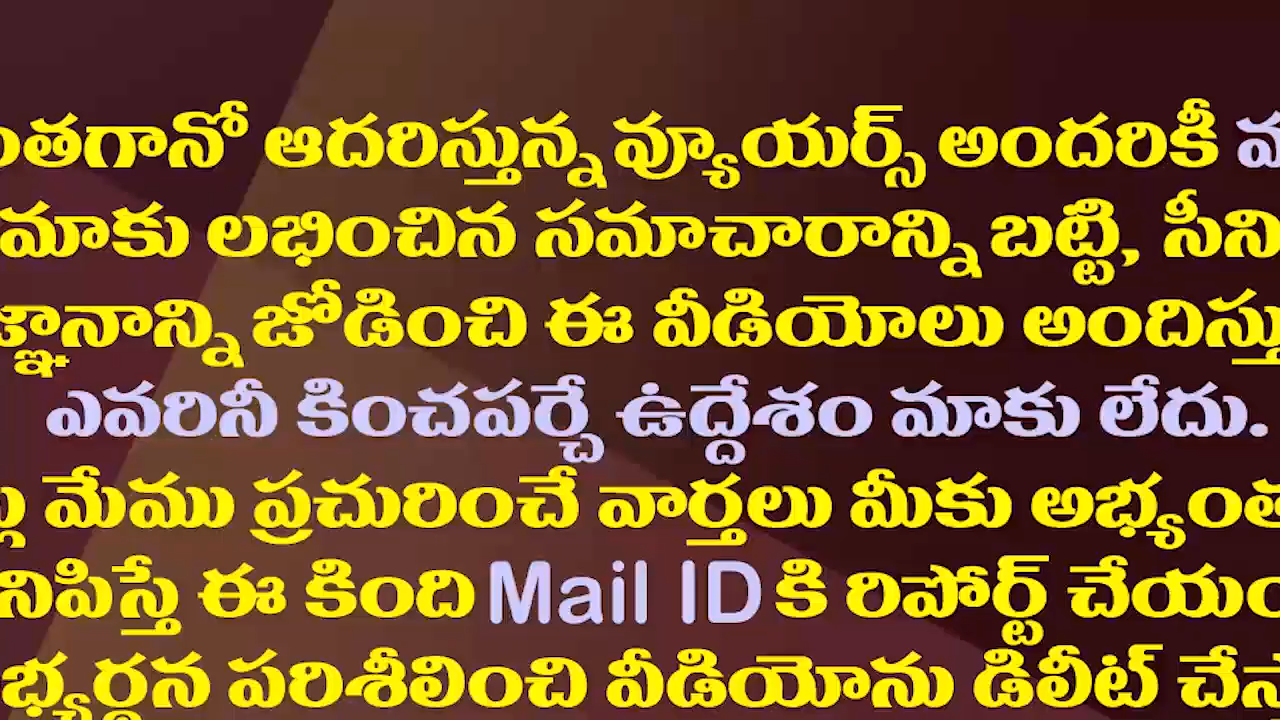 ంతగానో ఆదరిస్తున్న వ్యూయర్స్ అందరికీ
మాకు లభించిన సమాచారాన్ని బట్టి, సీని
జ్ఞానాన్ని జోడించి ఈ వీడియోలు అందిస్తు
ఎవరినీ కించపర్చే ఉద్దేశం మాకు లేదు.
మేము ప్రచురించే వార్తలు మీకు అభ్యంత
నిపిస్తే ఈ కింది Mail ID కి రిపోర్ట్ చేయం
భ్యర్థన పరిశీలించి వీడియోను డిలీట్ చే